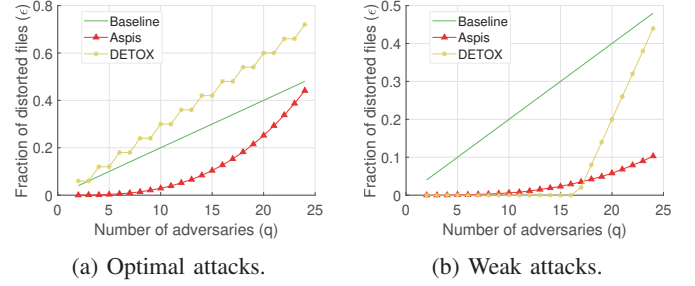 Fraction of distorted files (ϵ)
0.8
0.6
0.4
0.2
0
Baseline
Aspis
DETOX
0 5 10 15 20 25
Number of adversaries (q)
(a) Optimal attacks.
Fraction of distorted files (ϵ)
0.5
0.4
0.3
0.2
0.1
0
Baseline
Aspis
DETOX
0 5 10 15 20 25
Number of adversaries (q)
(b) Weak attacks.